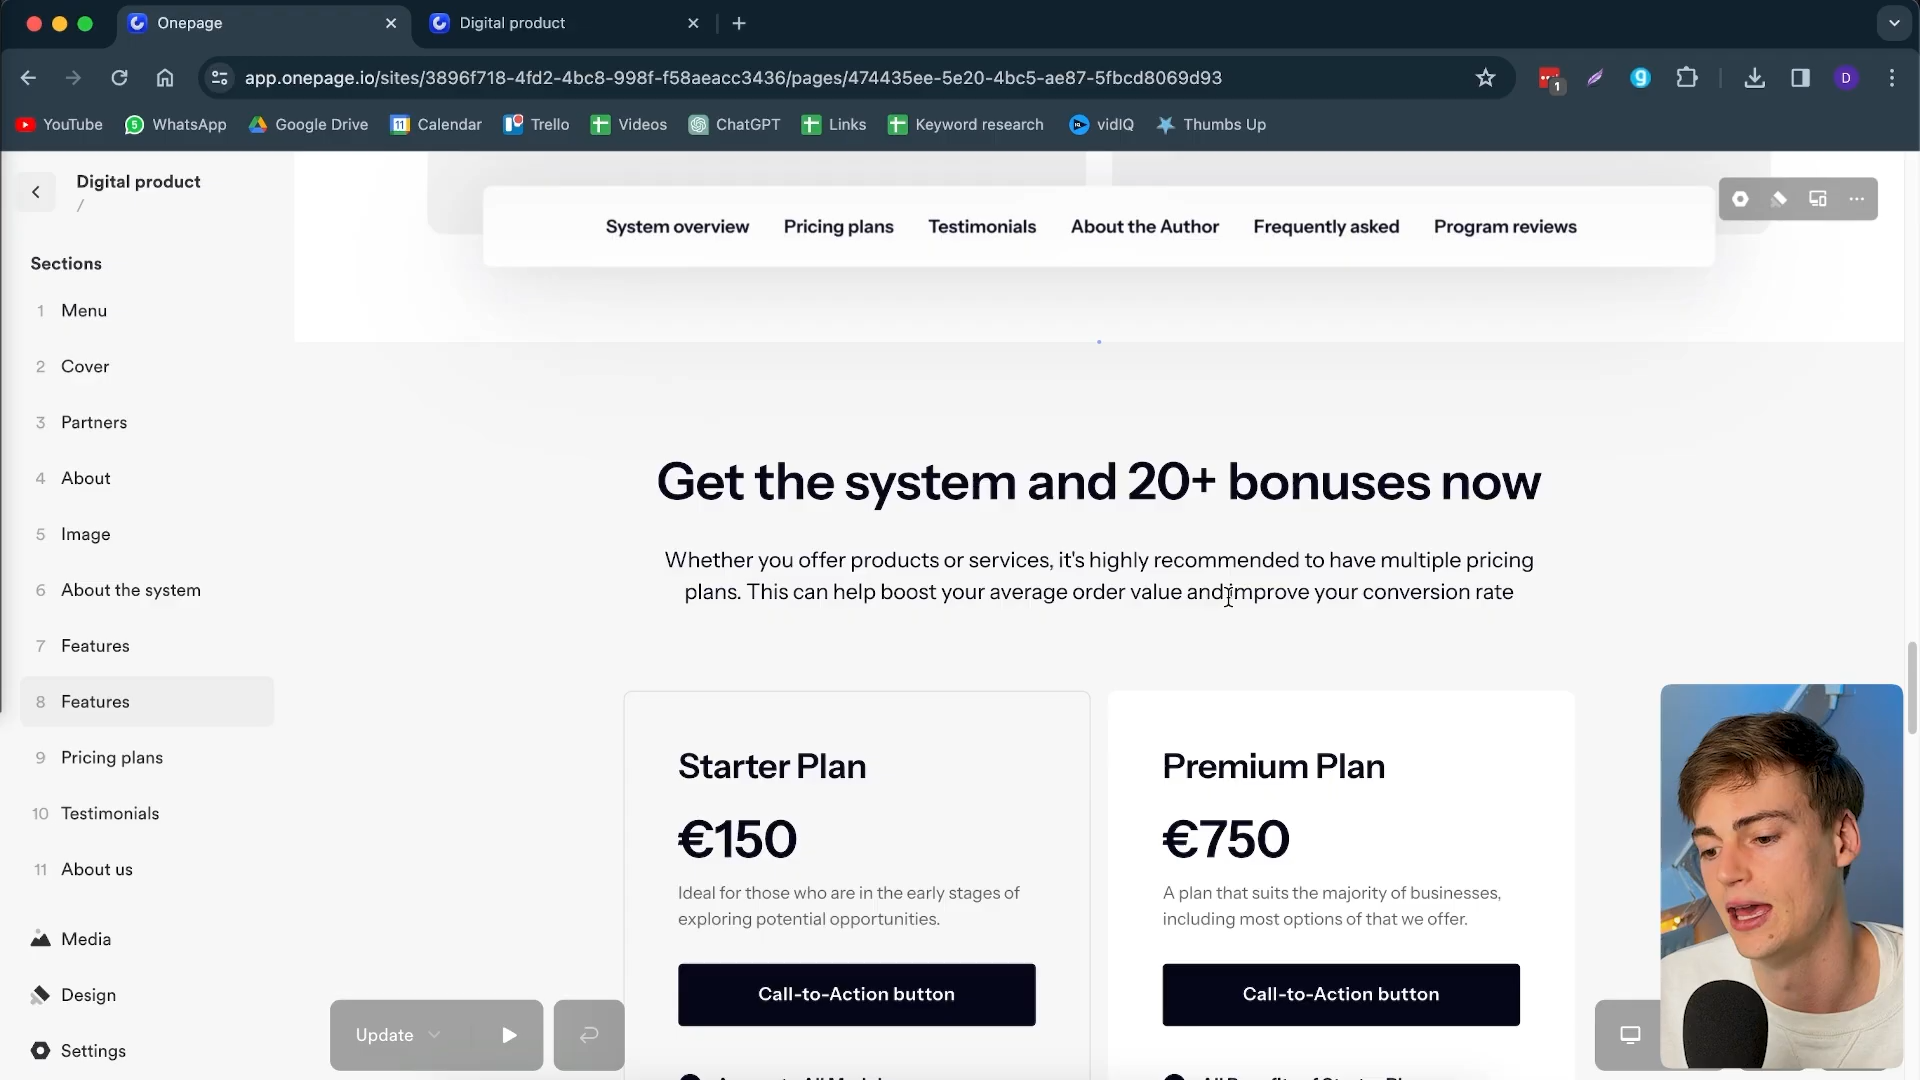 Onepage
Digital product
app.onepage.io/sites/3896f718-4fd2-4bc8-998f-f58aeacc3436/pages/474435ee-5e20-4bc5-ae87-5fbcd8069d93
1
D
YouTube
5
WhatsApp
Google Drive
11
Calendar
Trello
Videos
ChatGPT
Links
Keyword research
vidIQ
Thumbs Up
Digital product
/
Sections
1 Menu
2 Cover
3 Partners
4 About
5 Image
6 About the system
7 Features
8 Features
9 Pricing plans
10 Testimonials
11 About us
Media
Design
Settings
System overview
Pricing plans
Testimonials
About the Author
Frequently asked
Program reviews
Get the system and 20+ bonuses now
Whether you offer products or services, it's highly recommended to have multiple pricing
plans. This can help boost your average order value and improve your conversion rate
Starter Plan
€150
Ideal for those who are in the early stages of
exploring potential opportunities.
Call-to-Action button
Premium Plan
€750
A plan that suits the majority of businesses,
including most options of that we offer.
Call-to-Action button
Update